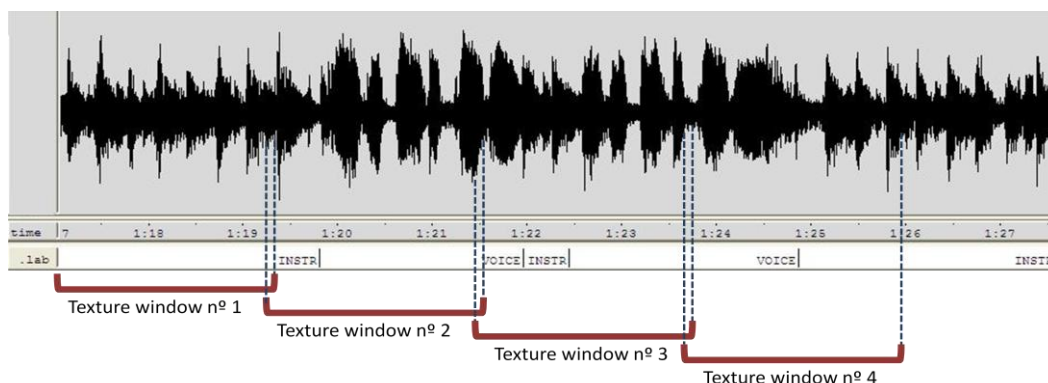 time 7 1:18 1:19 1:20 1:21 1:22 1:23 1:24 1:25 1:26 1:27
.lab INSTR VOICE INSTR VOICE INST
Texture window nº 1
Texture window nº 2
Texture window nº 3
Texture window nº 4